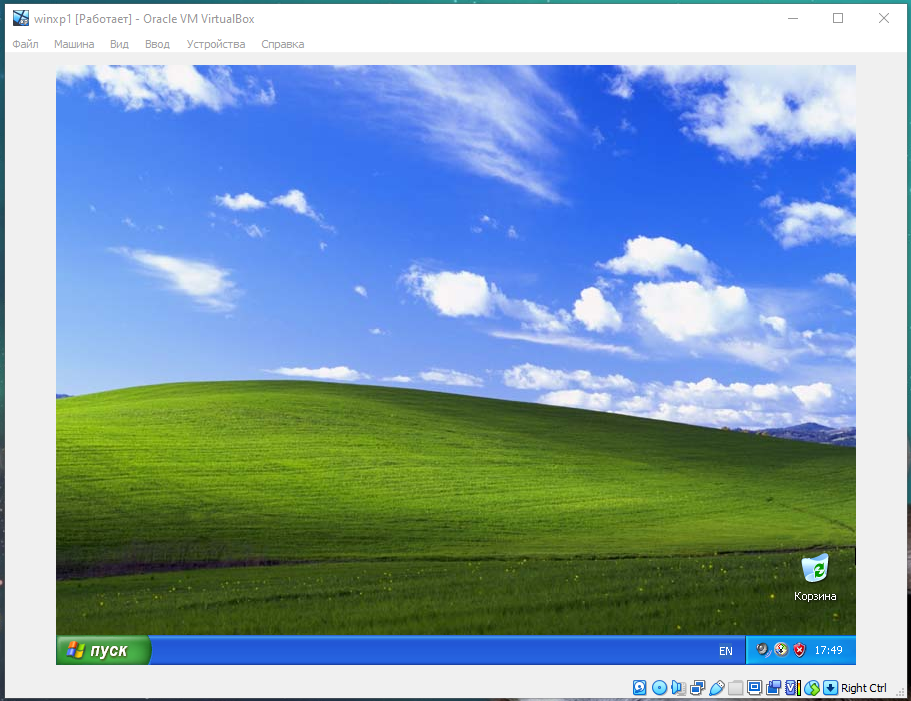 winxp1 [Работает] - Oracle VM VirtualBox
Файл Машина Вид Ввод Устройства Справка
Корзина
пуск EN 17:49
Right Ctrl